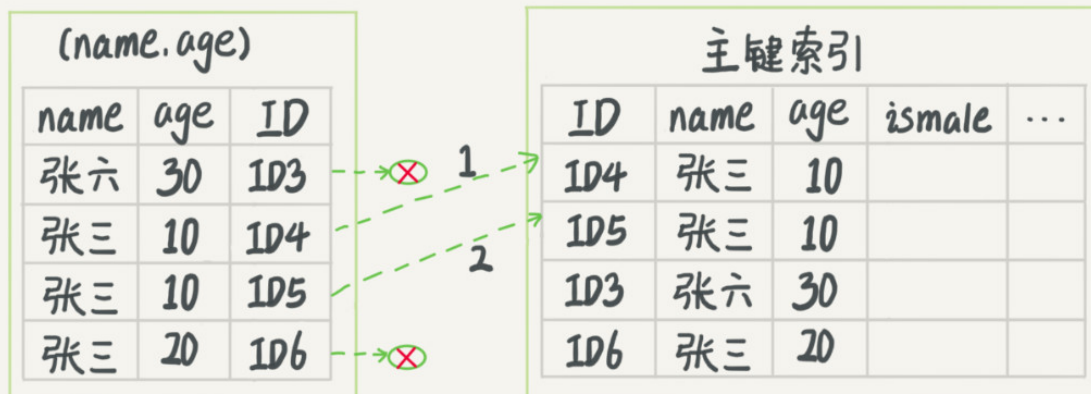 (name.age)
name age ID
张六 30 ID3
张三 10 ID4
张三 10 ID5
张三 20 ID6
1
2
主键索引
ID name age ismale ...
ID4 张三 10
ID5 张三 10
ID3 张六 30
ID6 张三 20